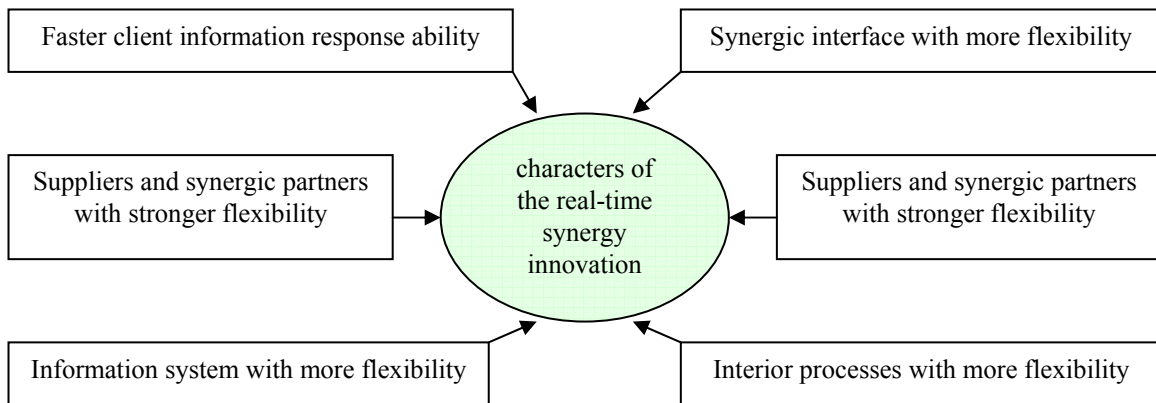 Faster client information response ability
Synergic interface with more flexibility
Suppliers and synergic partners
with stronger flexibility
characters of
the real-time
synergy
innovation
Suppliers and synergic partners
with stronger flexibility
Information system with more flexibility
Interior processes with more flexibility